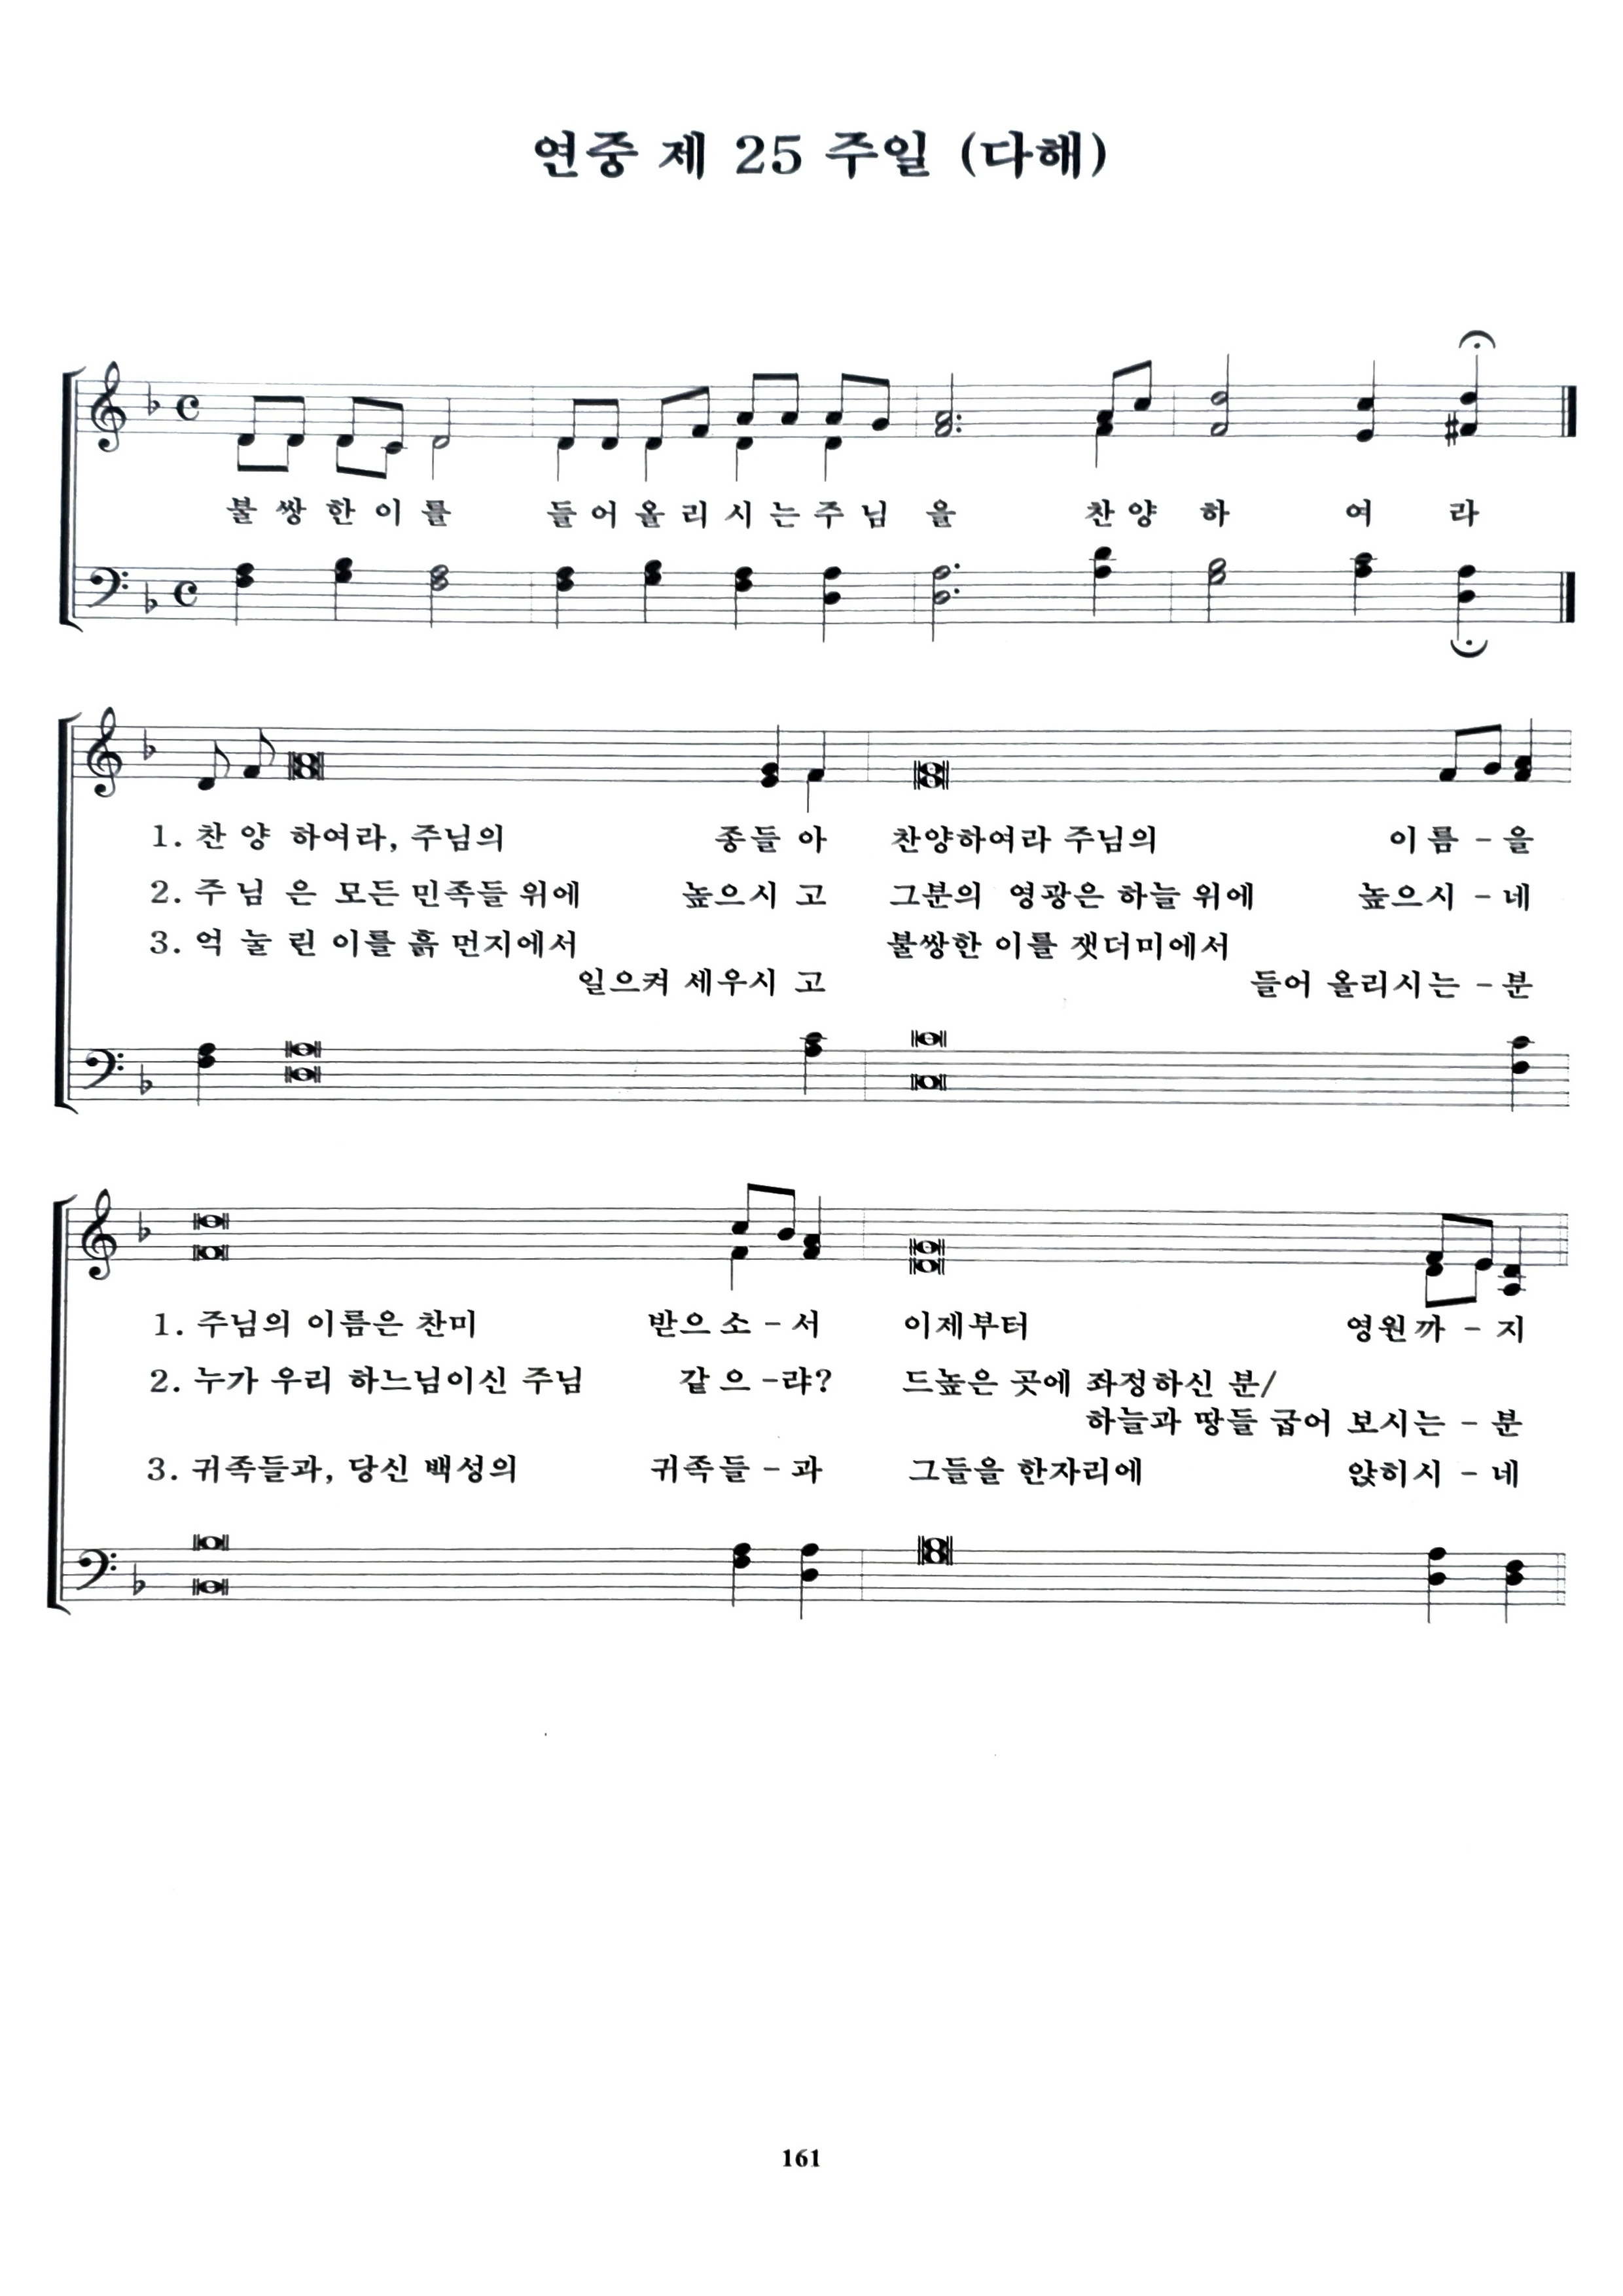 연중 제 25 주일 (다해)
불 쌍 한 이 를 들 어 올 리 시 는 주 님 을 찬 양 하 여 라
1. 찬 양 하여라, 주님의 종들 아 찬양하여라 주님의 이 름 - 을
2. 주 님 은 모든 민족들 위에 높으시 고 그분의 영광은 하늘 위에 높으시 - 네
3. 억 눌 린 이를 흙 먼지에서 불쌍한 이를 잿더미에서
일으켜 세우시 고 들어 올리시는 - 분
1. 주님의 이름은 찬미 받으 소 - 서 이제부터 영원 까 - 지
2. 누가 우리 하느님이신 주님 같 으 - 랴? 드높은 곳에 좌정하신 분/
하늘과 땅들 굽어 보시는 - 분
3. 귀족들과, 당신 백성의 귀족들 - 과 그들을 한자리에 앉히시 - 네
161